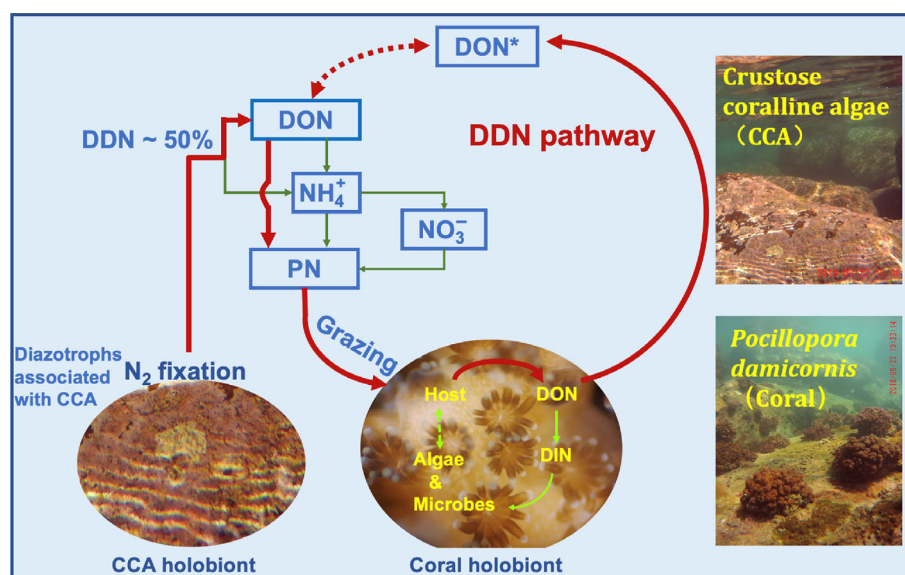 DON*
DON
DDN ~ 50%
DDN pathway
NH₄⁺
NO₃⁻
PN
Grazing
Diazotrophs
associated
with CCA
N₂ fixation
Host
DON
Algae
&
Microbes
DIN
CCA holobiont
Coral holobiont
Crustose
coralline algae
（CCA）
Pocillopora
damicornis
（Coral）